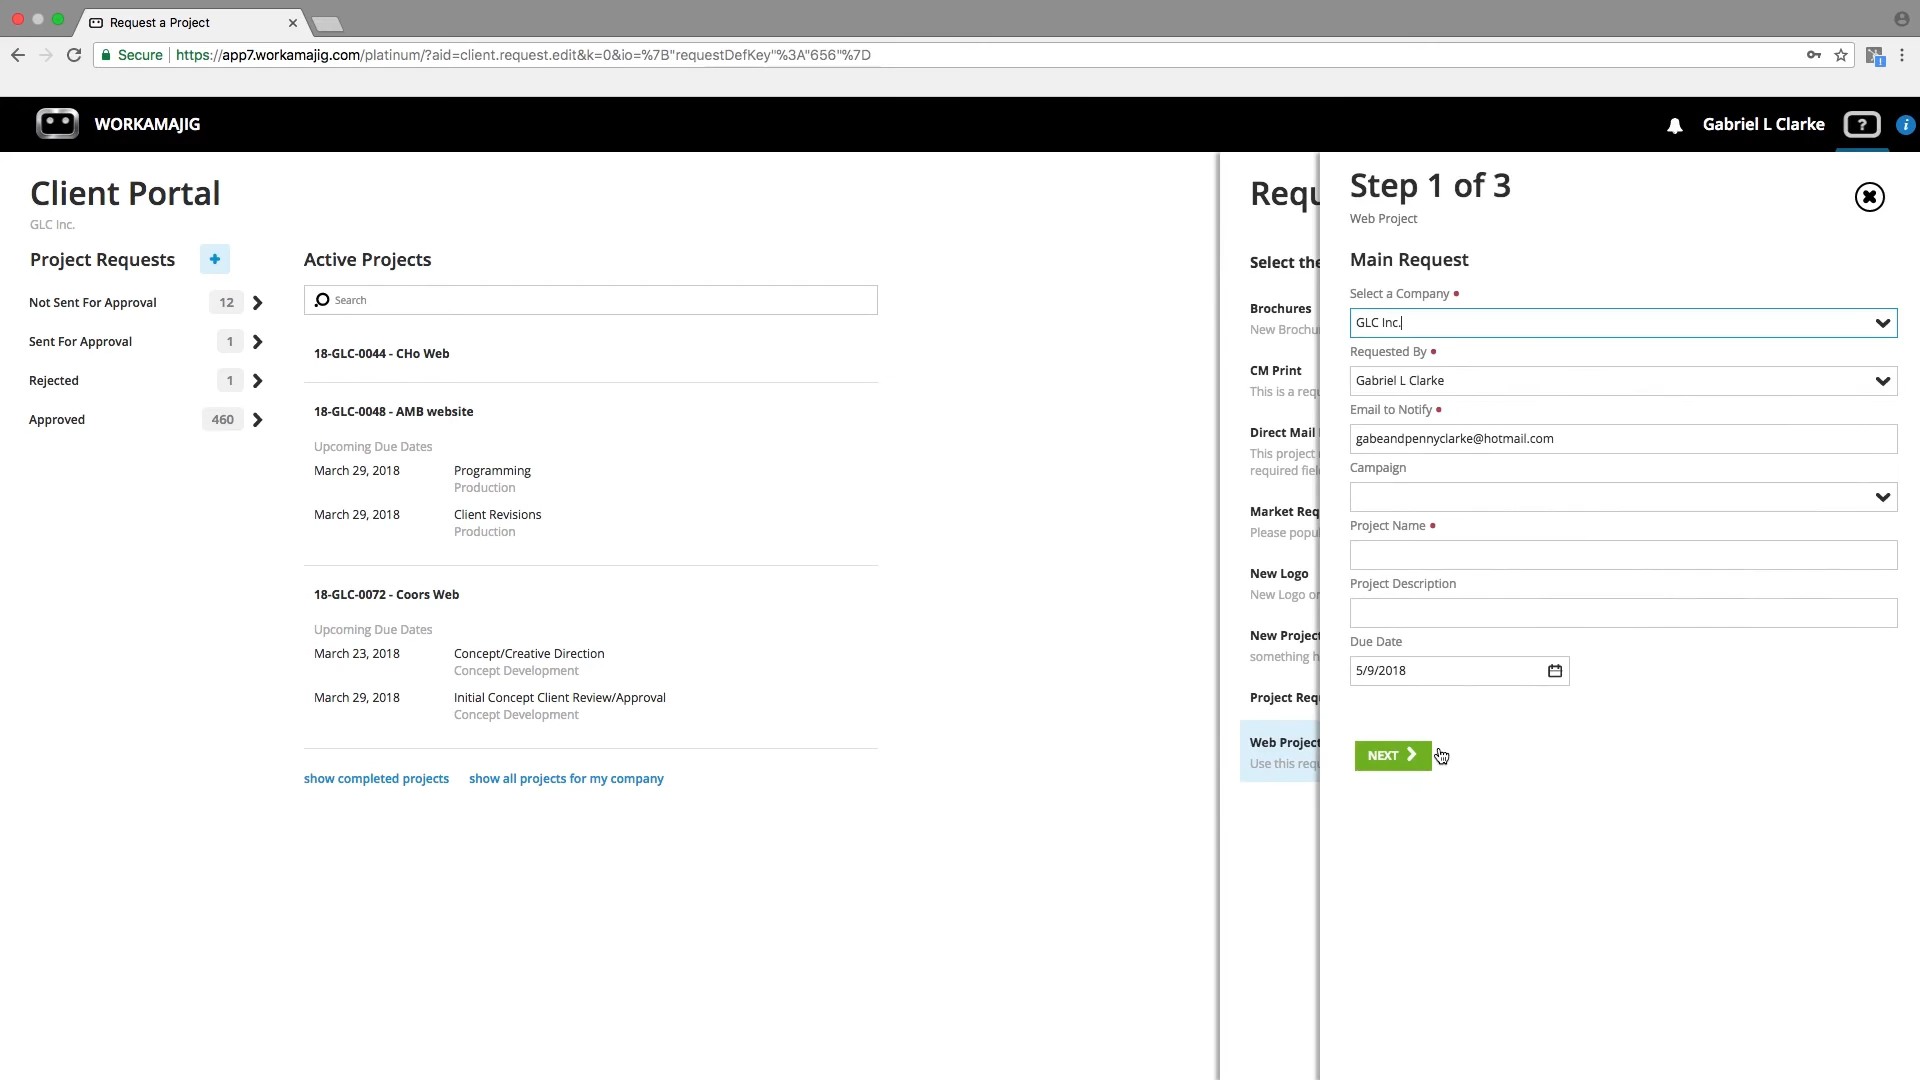 Request a Project
Secure
https://app7.workamajig.com/platinum/?aid=client.request.edit&k=0&io=%7B"requestDefKey"%3A"656"%7D
WORKAMAJIG
Gabriel L Clarke
?
i
Client Portal
GLC Inc.
Project Requests
+
Not Sent For Approval 12
Sent For Approval 1
Rejected 1
Approved 460
Active Projects
Search
18-GLC-0044 - CHo Web
18-GLC-0048 - AMB website
Upcoming Due Dates
March 29, 2018 Programming
Production
March 29, 2018 Client Revisions
Production
18-GLC-0072 - Coors Web
Upcoming Due Dates
March 23, 2018 Concept/Creative Direction
Concept Development
March 29, 2018 Initial Concept Client Review/Approval
Concept Development
show completed projects show all projects for my company
Requ
Select the
Brochures
New Brochu
CM Print
This is a requ
Direct Mail
This project
required fiel
Market Req
Please popu
New Logo
New Logo or
New Project
something h
Project Requ
Web Project
Use this requ
Step 1 of 3
Web Project
Main Request
Select a Company
GLC Inc.
Requested By
Gabriel L Clarke
Email to Notify
gabeandpennyclarke@hotmail.com
Campaign
Project Name
Project Description
Due Date
5/9/2018
NEXT